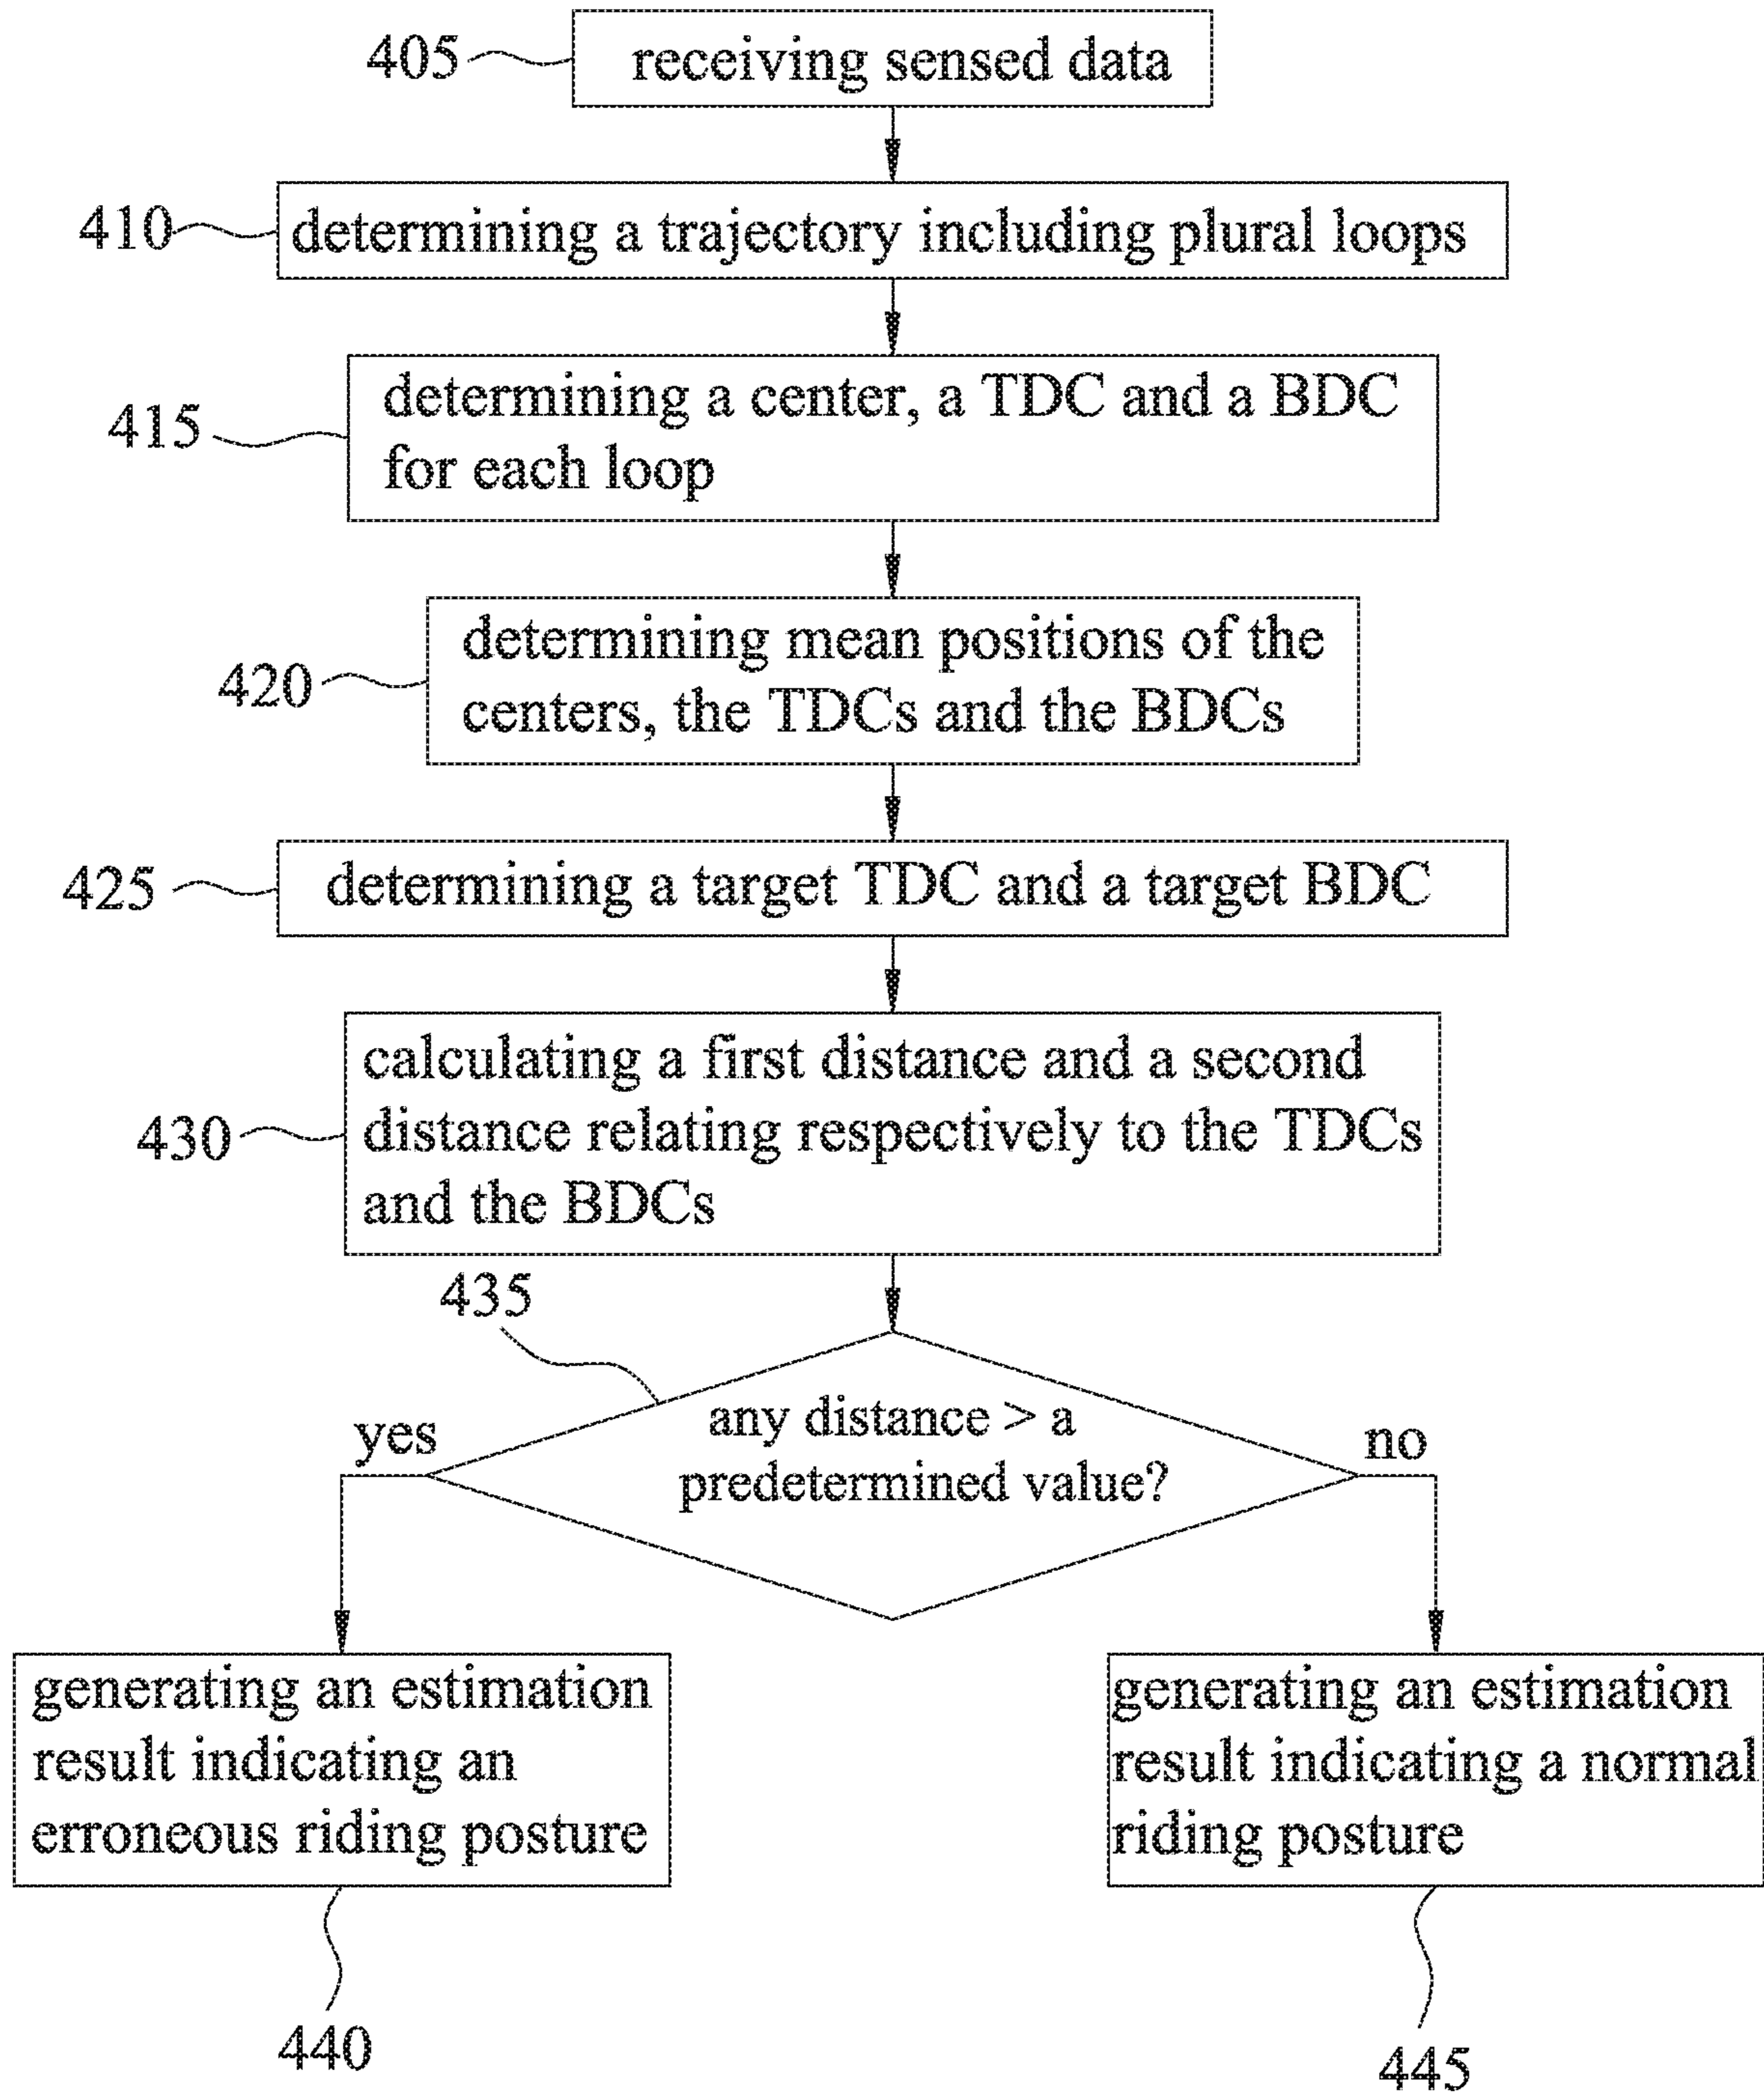 405
receiving sensed data
410
determining a trajectory including plural loops
415
determining a center, a TDC and a BDC
for each loop
420
determining mean positions of the
centers, the TDCs and the BDCs
425
determining a target TDC and a target BDC
430
calculating a first distance and a second
distance relating respectively to the TDCs
and the BDCs
435
any distance > a
predetermined value?
yes
no
generating an estimation
result indicating an
erroneous riding posture
440
generating an estimation
result indicating a normal
riding posture
445